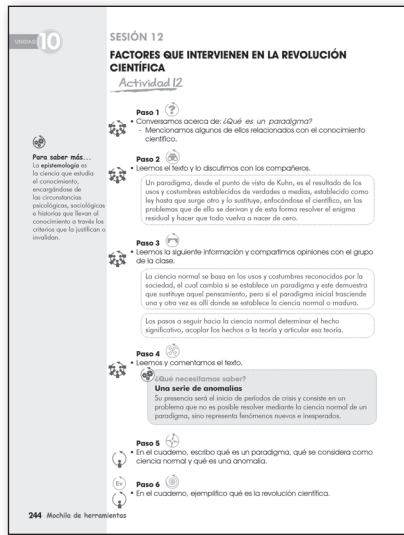 UNIDAD 10
SESIÓN 12
FACTORES QUE INTERVIENEN EN LA REVOLUCIÓN
CIENTÍFICA
Actividad 12
Paso 1
• Conversamos acerca de: ¿Qué es un paradigma?
- Mencionamos algunos de ellos relacionados con el conocimiento
científico.
Para saber más...
La epistemología es
la ciencia que estudia
el conocimiento,
encargándose de
las circunstancias
psicológicas, sociológicas
e historias que llevan al
conocimiento a través los
criterios que la justifican o
invalidan.
Paso 2
• Leemos el texto y lo discutimos con los compañeros.
Un paradigma, desde el punto de vista de Kuhn, es el resultado de los
usos y costumbres establecidos de verdades a medias, establecido como
ley hasta que surge otro y lo sustituye, enfocándose el científico, en los
problemas que de ello se derivan y de esta forma resolver el enigma
residual y hacer que todo vuelva a nacer de cero.
Paso 3
• Leemos la siguiente información y compartimos opiniones con el grupo
de la clase.
La ciencia normal se basa en los usos y costumbres reconocidos por la
sociedad, el cual cambia si se establece un paradigma y este demuestra
que sustituye aquel pensamiento, pero si el paradigma inicial trasciende
una y otra vez es allí donde se establece la ciencia normal o madura.
Los pasos a seguir hacia la ciencia normal determinar el hecho
significativo, acoplar los hechos a la teoría y articular esa teoría.
Paso 4
• Leemos y comentamos el texto.
¿Qué necesitamos saber?
Una serie de anomalías
Su presencia será el inicio de períodos de crisis y consiste en un
problema que no es posible resolver mediante la ciencia normal de un
paradigma, sino representa fenómenos nuevos e inesperados.
Paso 5
• En el cuaderno, escribo qué es un paradigma, qué se considera como
ciencia normal y qué es una anomalía.
Ev Paso 6
• En el cuaderno, ejemplifico qué es la revolución científica.
244 Mochila de herramientas